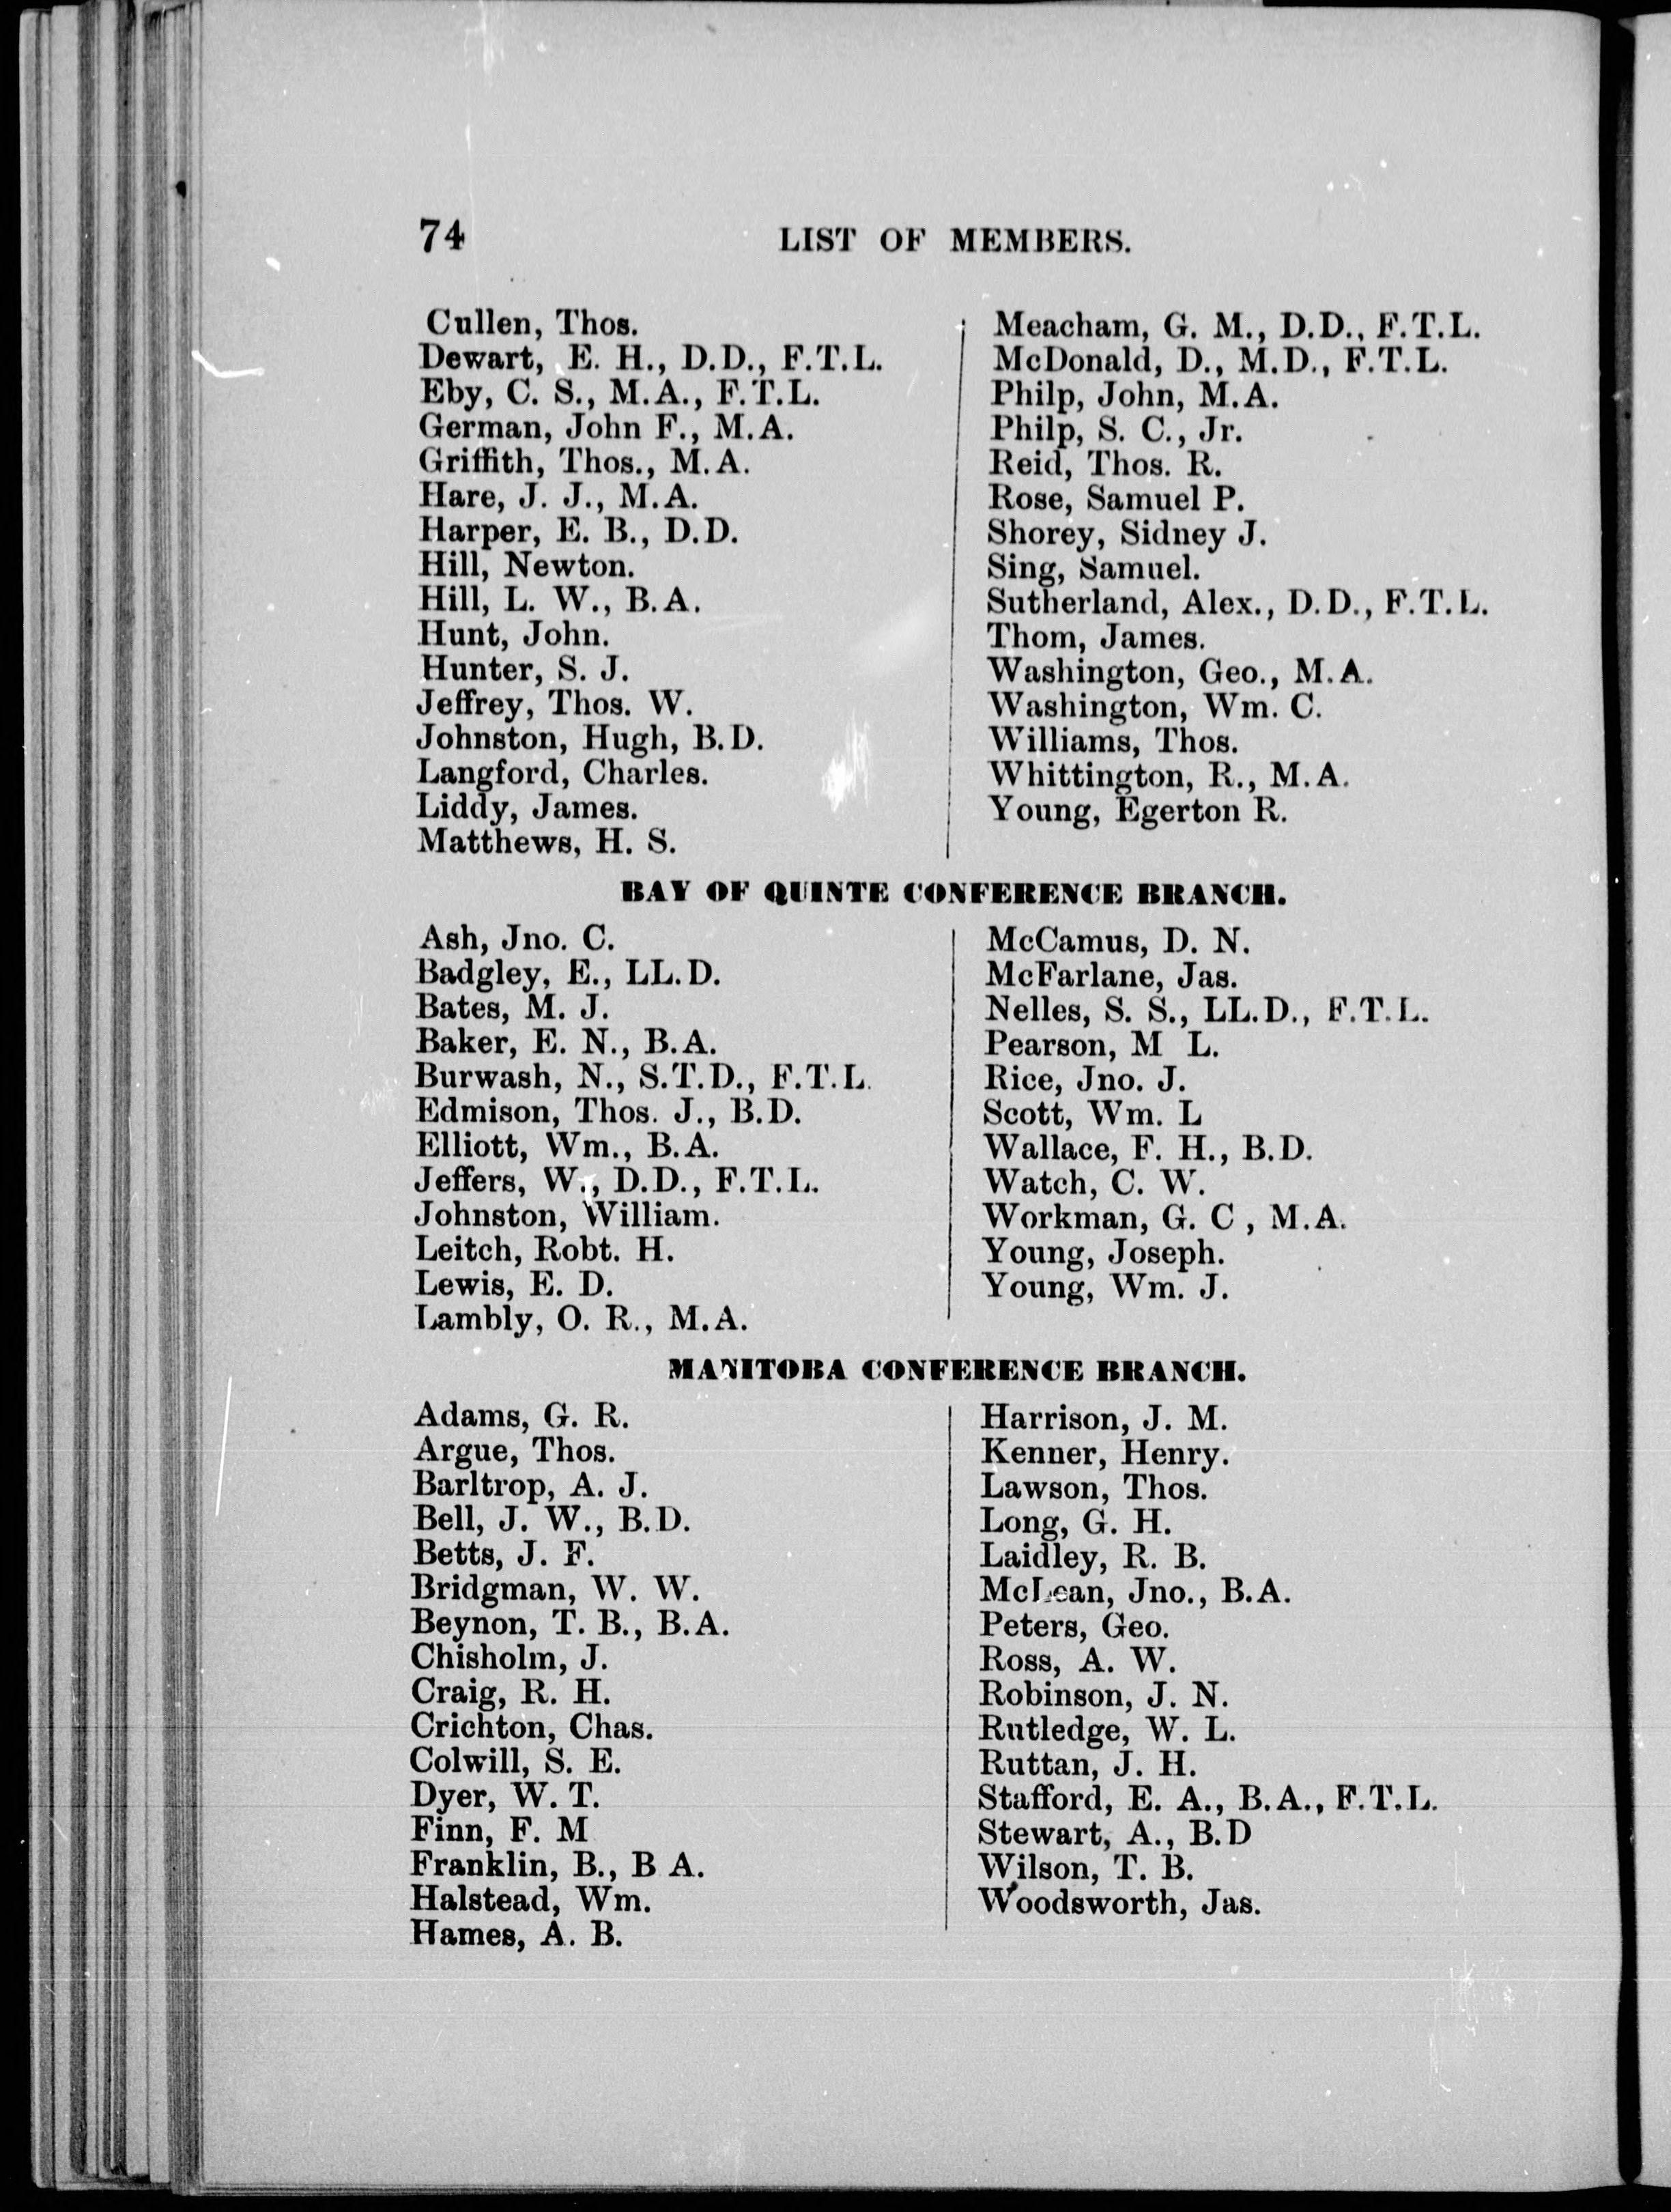 74
LIST OF MEMBERS.
Cullen, Thos.
Dewart, E. H., D.D., F.T.L.
Eby, C. S., M.A., F.T.L.
German, John F., M.A.
Griffith, Thos., M.A.
Hare, J. J., M.A.
Harper, E. B., D.D.
Hill, Newton.
Hill, L. W., B.A.
Hunt, John.
Hunter, S. J.
Jeffrey, Thos. W.
Johnston, Hugh, B.D.
Langford, Charles.
Liddy, James.
Matthews, H. S.
Meacham, G. M., D.D., F.T.L.
McDonald, D., M.D., F.T.L.
Philp, John, M.A.
Philp, S. C., Jr.
Reid, Thos. R.
Rose, Samuel P.
Shorey, Sidney J.
Sing, Samuel.
Sutherland, Alex., D.D., F.T.L.
Thom, James.
Washington, Geo., M.A.
Washington, Wm. C.
Williams, Thos.
Whittington, R., M.A.
Young, Egerton R.
BAY OF QUINTE CONFERENCE BRANCH.
Ash, Jno. C.
Badgley, E., LL.D.
Bates, M. J.
Baker, E. N., B.A.
Burwash, N., S.T.D., F.T.L.
Edmison, Thos. J., B.D.
Elliott, Wm., B.A.
Jeffers, W., D.D., F.T.L.
Johnston, William.
Leitch, Robt. H.
Lewis, E. D.
Lambly, O. R., M.A.
McCamus, D. N.
McFarlane, Jas.
Nelles, S. S., LL.D., F.T.L.
Pearson, M L.
Rice, Jno. J.
Scott, Wm. L
Wallace, F. H., B.D.
Watch, C. W.
Workman, G. C , M.A.
Young, Joseph.
Young, Wm. J.
MANITOBA CONFERENCE BRANCH.
Adams, G. R.
Argue, Thos.
Barltrop, A. J.
Bell, J. W., B.D.
Betts, J. F.
Bridgman, W. W.
Beynon, T. B., B.A.
Chisholm, J.
Craig, R. H.
Crichton, Chas.
Colwill, S. E.
Dyer, W. T.
Finn, F. M
Franklin, B., B A.
Halstead, Wm.
Hames, A. B.
Harrison, J. M.
Kenner, Henry.
Lawson, Thos.
Long, G. H.
Laidley, R. B.
McLean, Jno., B.A.
Peters, Geo.
Ross, A. W.
Robinson, J. N.
Rutledge, W. L.
Ruttan, J. H.
Stafford, E. A., B.A., F.T.L.
Stewart, A., B.D
Wilson, T. B.
Woodsworth, Jas.